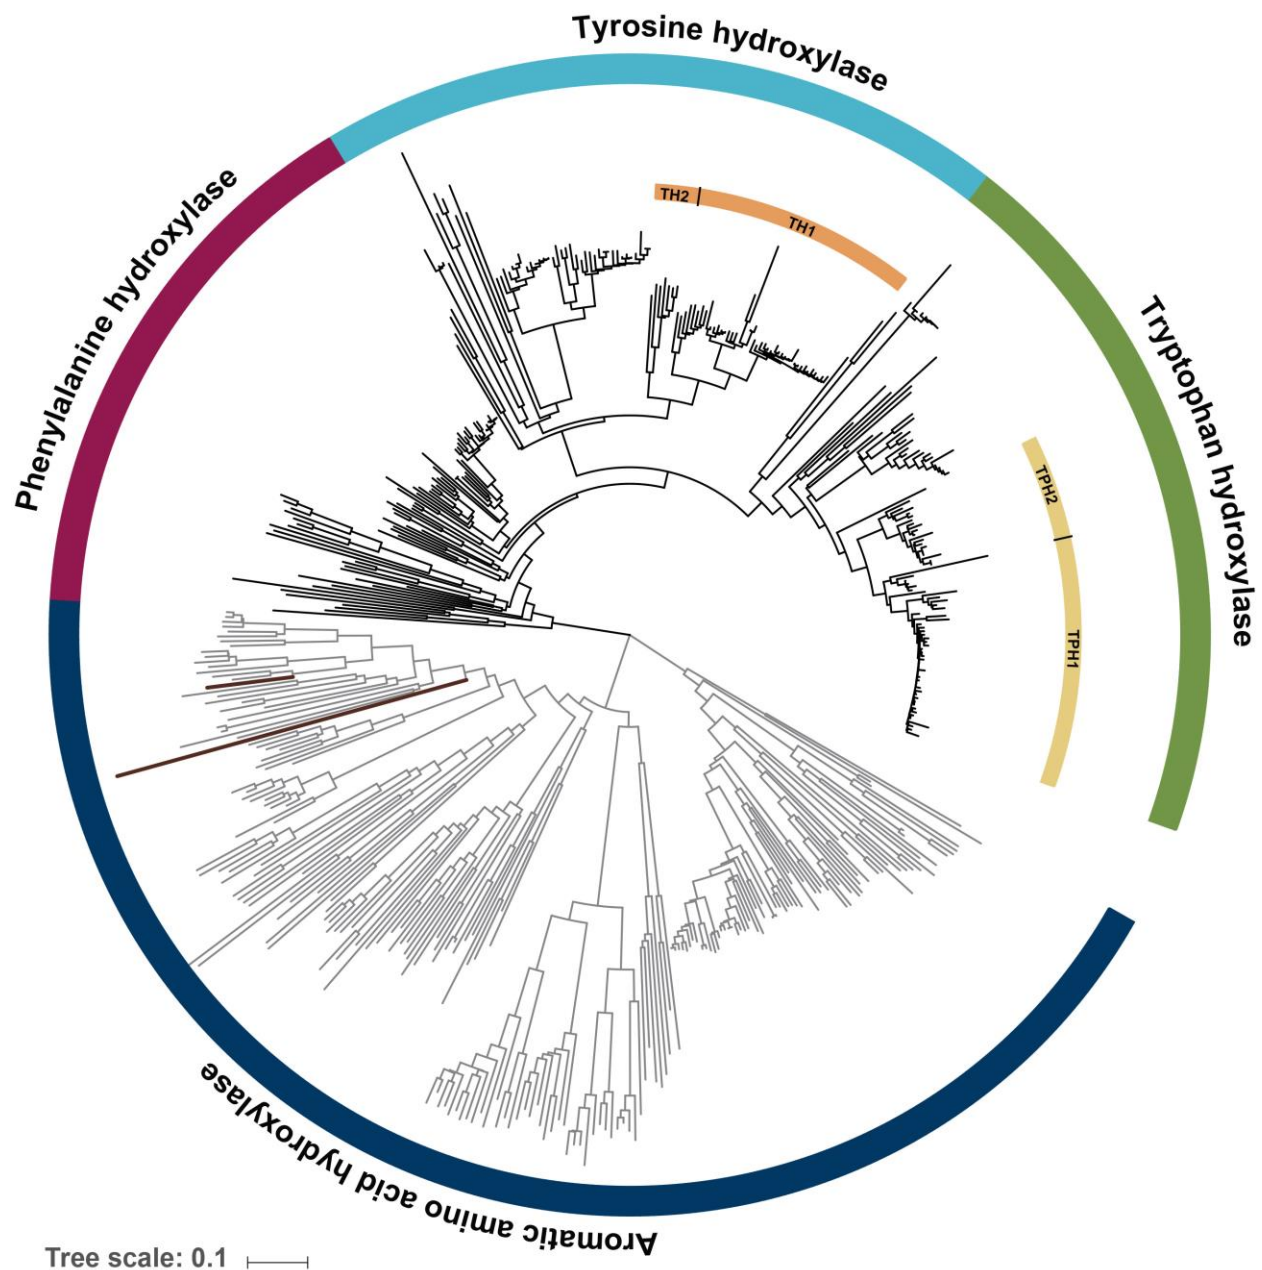 Tyrosine hydroxylase
Phenylalanine hydroxylase
TH2
TH1
Tryptophan hydroxylase
TPH2
TPH1
Aromatic amino acid hydroxylase
Tree scale: 0.1